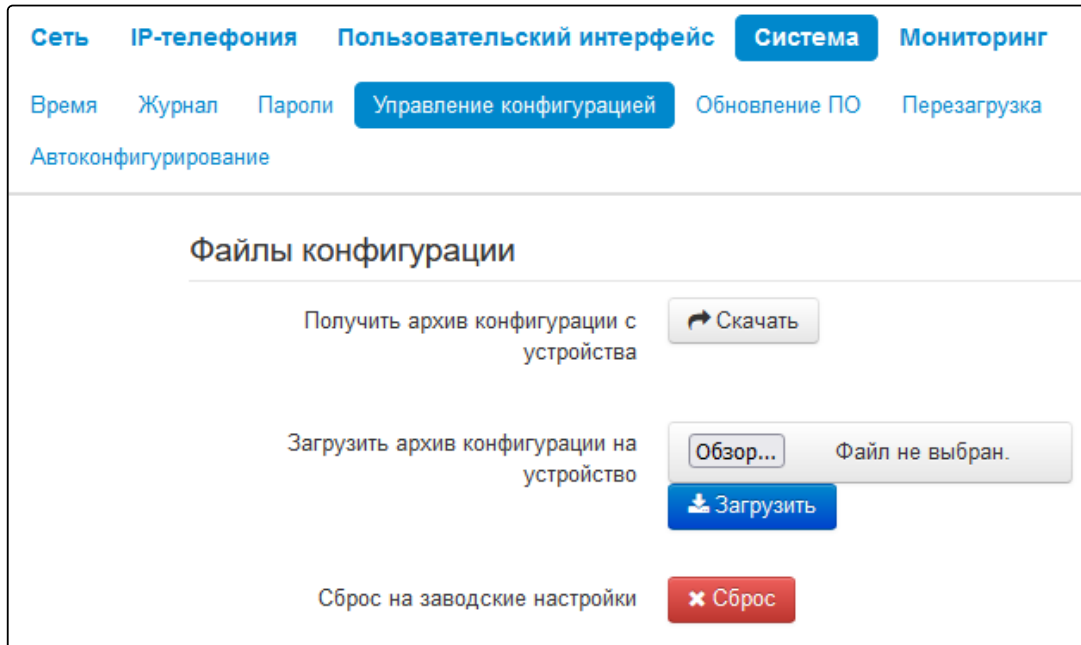 Сеть IP-телефония Пользовательский интерфейс Система Мониторинг
Время Журнал Пароли Управление конфигурацией Обновление ПО Перезагрузка
Автоконфигурирование
Файлы конфигурации
Получить архив конфигурации с
устройства
Скачать
Загрузить архив конфигурации на
устройство
Обзор... Файл не выбран.
Загрузить
Сброс на заводские настройки
Сброс